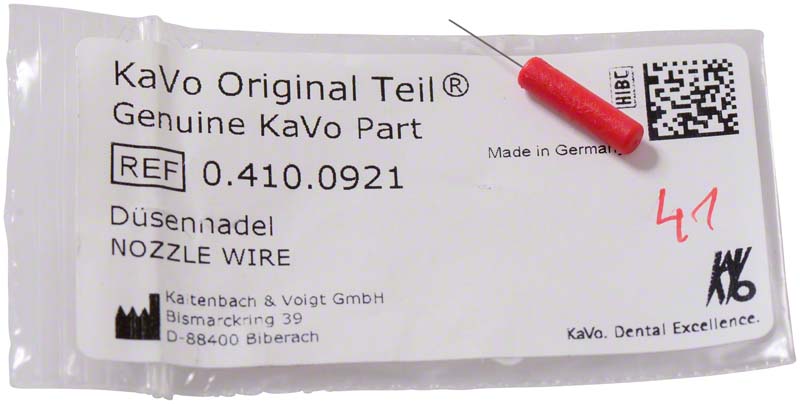 KaVo Original Teil®
Genuine KaVo Part
REF 0.410.0921
Düsennadel
NOZZLE WIRE
Kaltenbach & Voigt GmbH
Bismarckring 39
D-88400 Biberach
HIBC
Made in Germany
41
KaVo
KaVo. Dental Excellence.